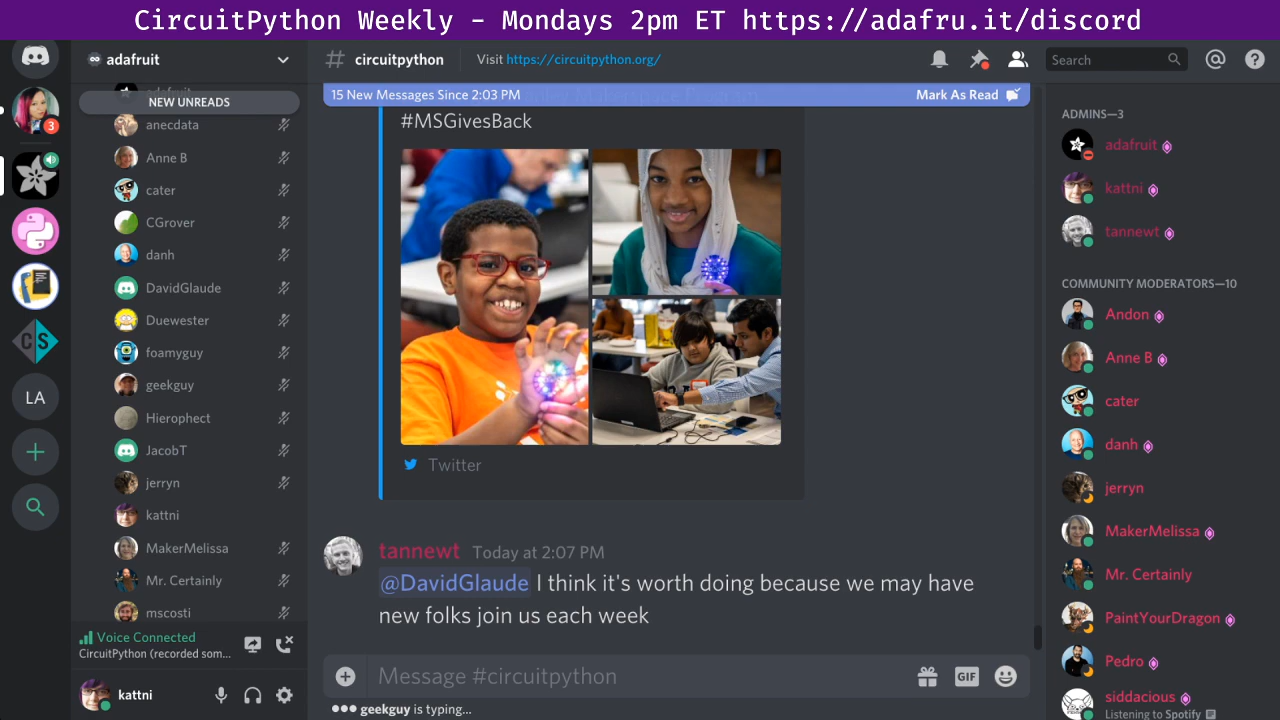 CircuitPython Weekly - Mondays 2pm ET https://adafru.it/discord
adafruit
# circuitpython
Visit https://circuitpython.org/
Search
3
LA
NEW UNREADS
anecdata
Anne B
cater
CGrover
danh
DavidGlaude
Duewester
foamyguy
geekguy
Hierophect
JacobT
jerryn
kattni
MakerMelissa
Mr. Certainly
mscosti
Voice Connected
CircuitPython (recorded som...
kattni
15 New Messages Since 2:03 PM
Mark As Read
#MSGivesBack
Twitter
tannewt Today at 2:07 PM
@DavidGlaude I think it's worth doing because we may have
new folks join us each week
Message #circuitpython
GIF
geekguy is typing...
ADMINS—3
adafruit
kattni
tannewt
COMMUNITY MODERATORS—10
Andon
Anne B
cater
danh
jerryn
MakerMelissa
Mr. Certainly
PaintYourDragon
Pedro
siddacious
Listening to Spotify